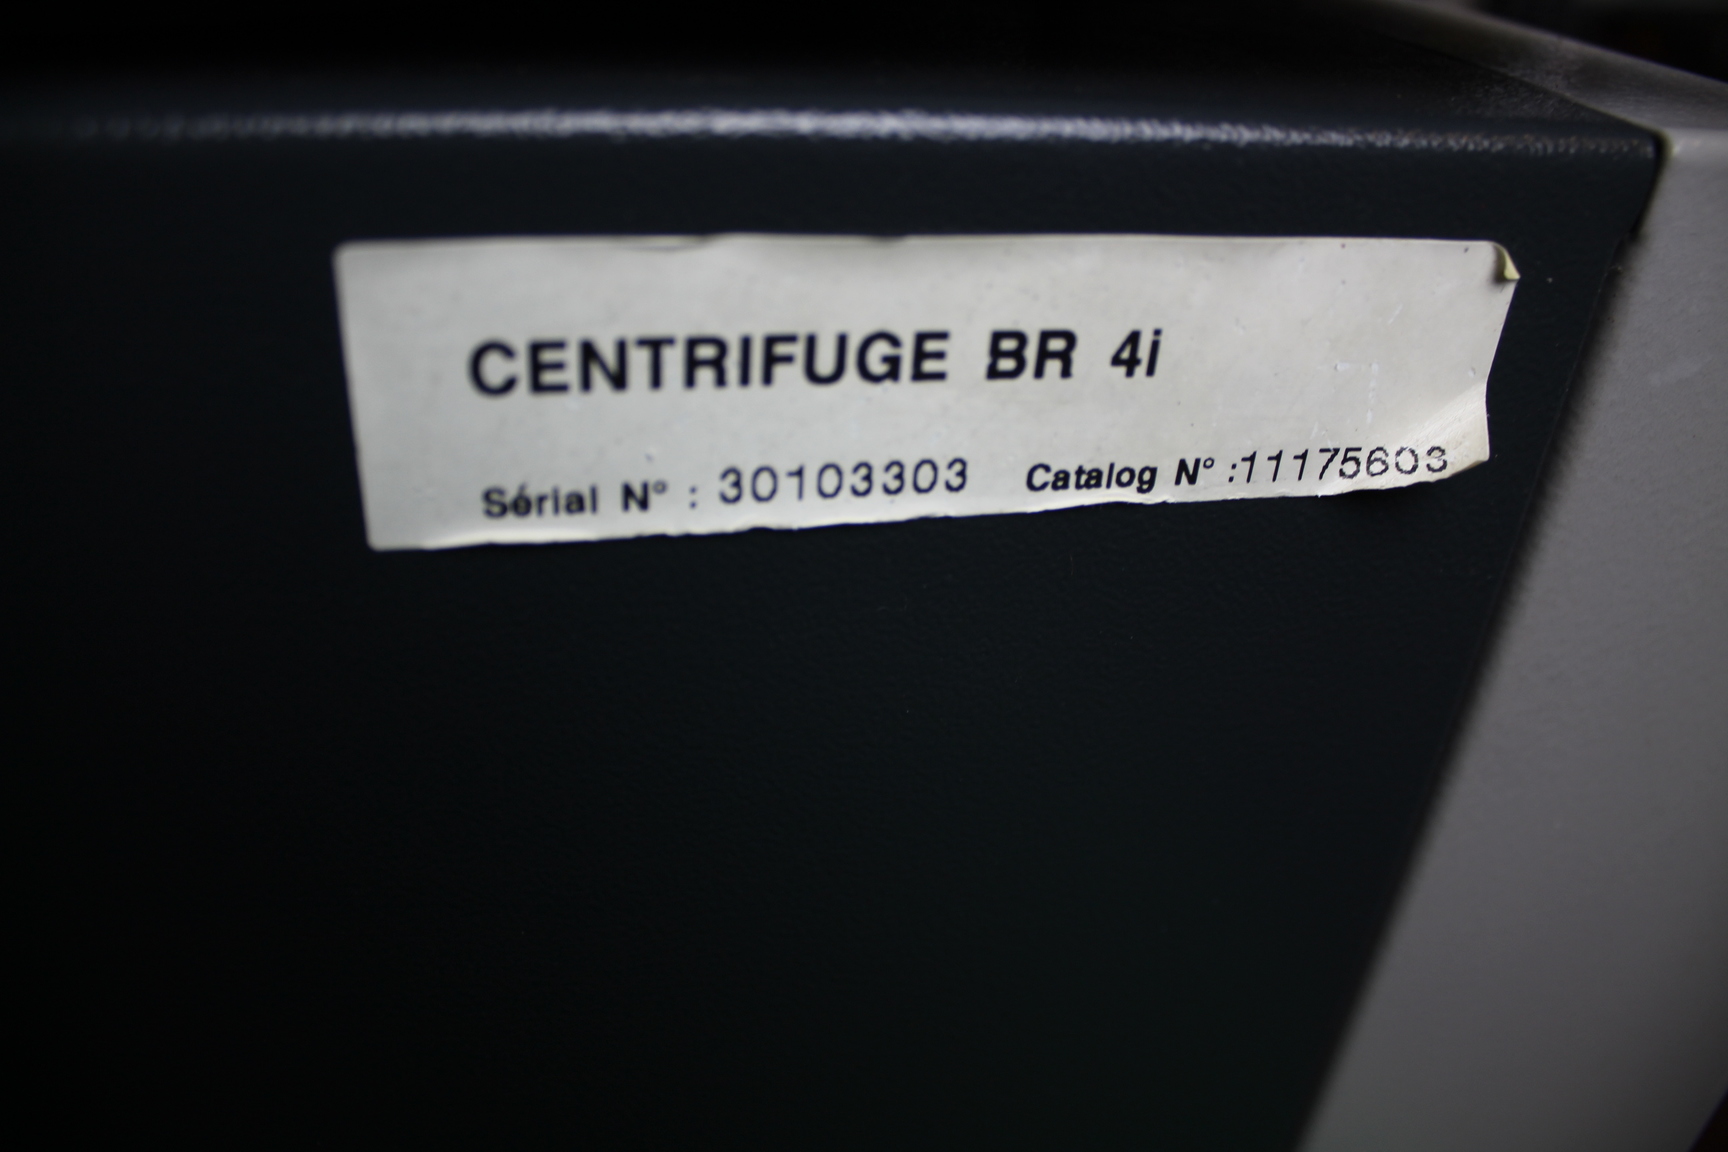 CENTRIFUGE BR 4i
Sérial N° : 30103303 Catalog N° :11175603